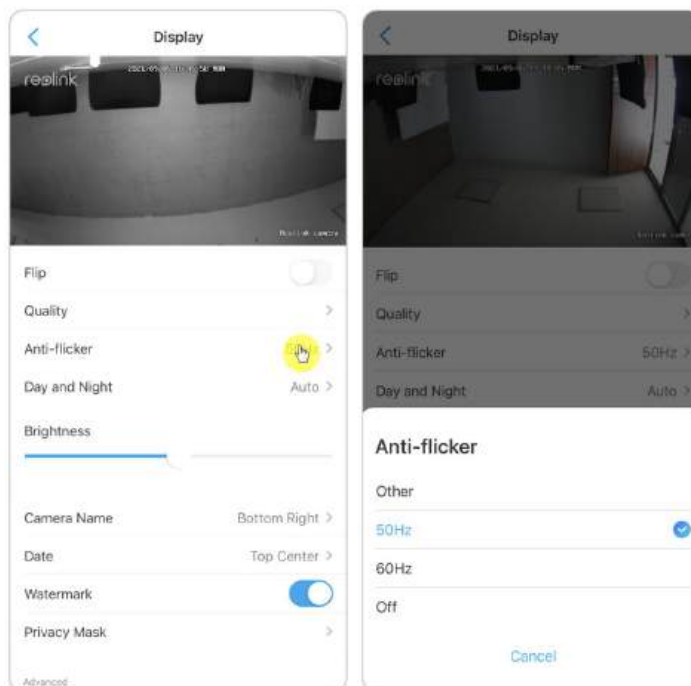 Display
reolink
Flip
Quality
Anti-flicker
Day and Night
Auto
Brightness
Camera Name
Bottom Right
Date
Top Center
Watermark
Privacy Mask
Advanced
Display
reolink
Flip
Quality
Anti-flicker
50Hz
Day and Night
Auto
Anti-flicker
Other
50Hz
60Hz
Off
Cancel